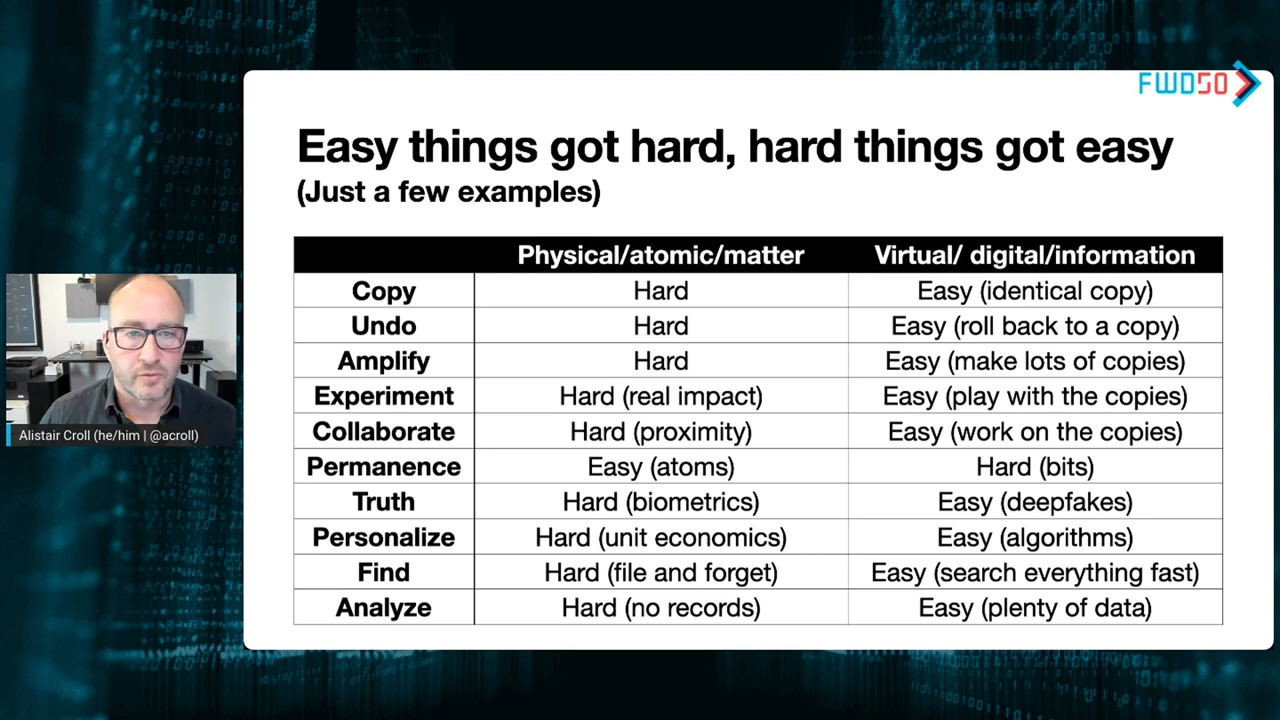 FWD50
Easy things got hard, hard things got easy
(Just a few examples)
Physical/atomic/matter Virtual/ digital/information
Copy Hard Easy (identical copy)
Undo Hard Easy (roll back to a copy)
Amplify Hard Easy (make lots of copies)
Experiment Hard (real impact) Easy (play with the copies)
Collaborate Hard (proximity) Easy (work on the copies)
Permanence Easy (atoms) Hard (bits)
Truth Hard (biometrics) Easy (deepfakes)
Personalize Hard (unit economics) Easy (algorithms)
Find Hard (file and forget) Easy (search everything fast)
Analyze Hard (no records) Easy (plenty of data)
Alistair Croll (he/him | @acroll)